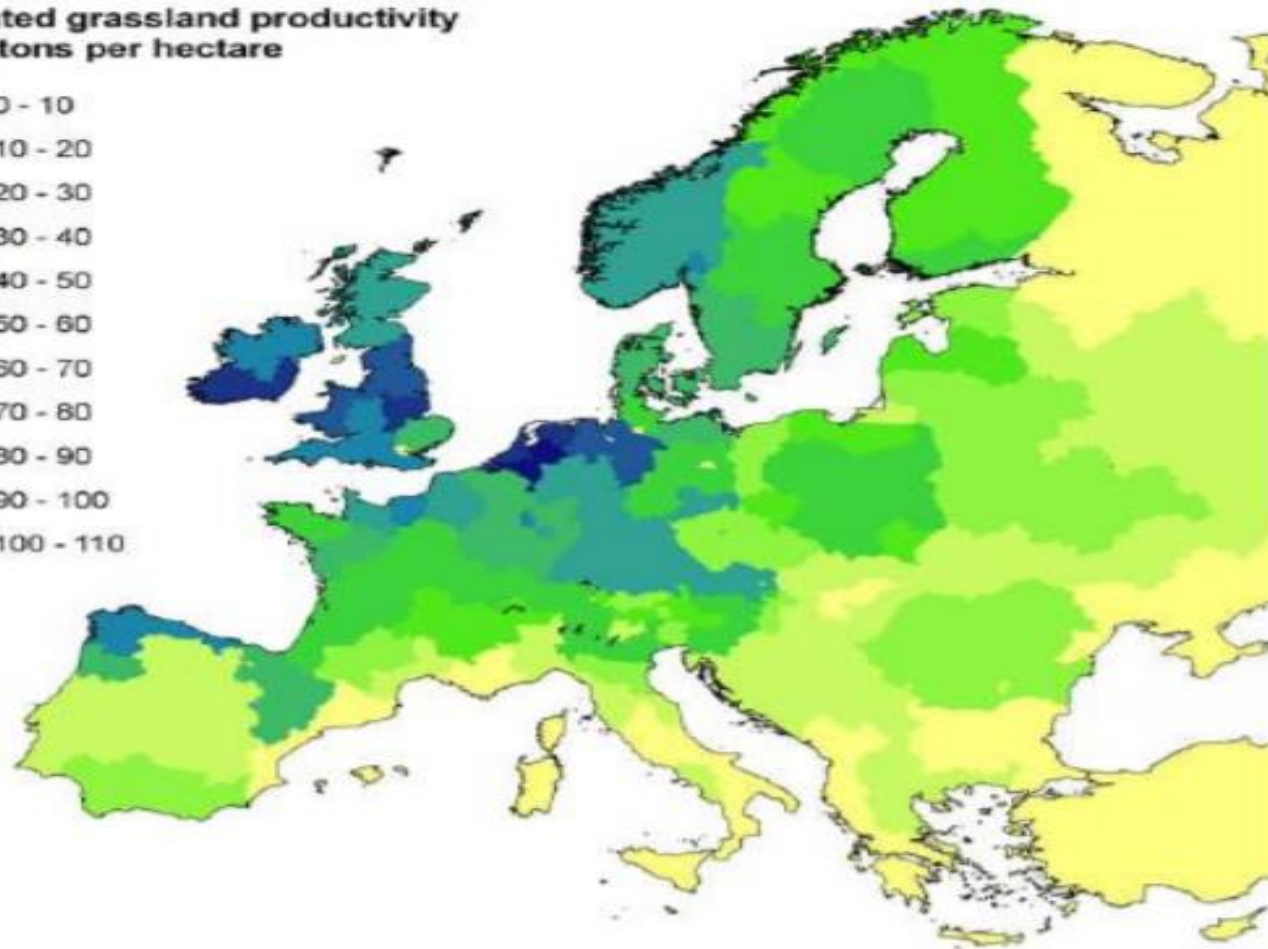 ted grassland productivity
tons per hectare
0 - 10
10 - 20
20 - 30
30 - 40
40 - 50
50 - 60
60 - 70
70 - 80
80 - 90
90 - 100
100 - 110